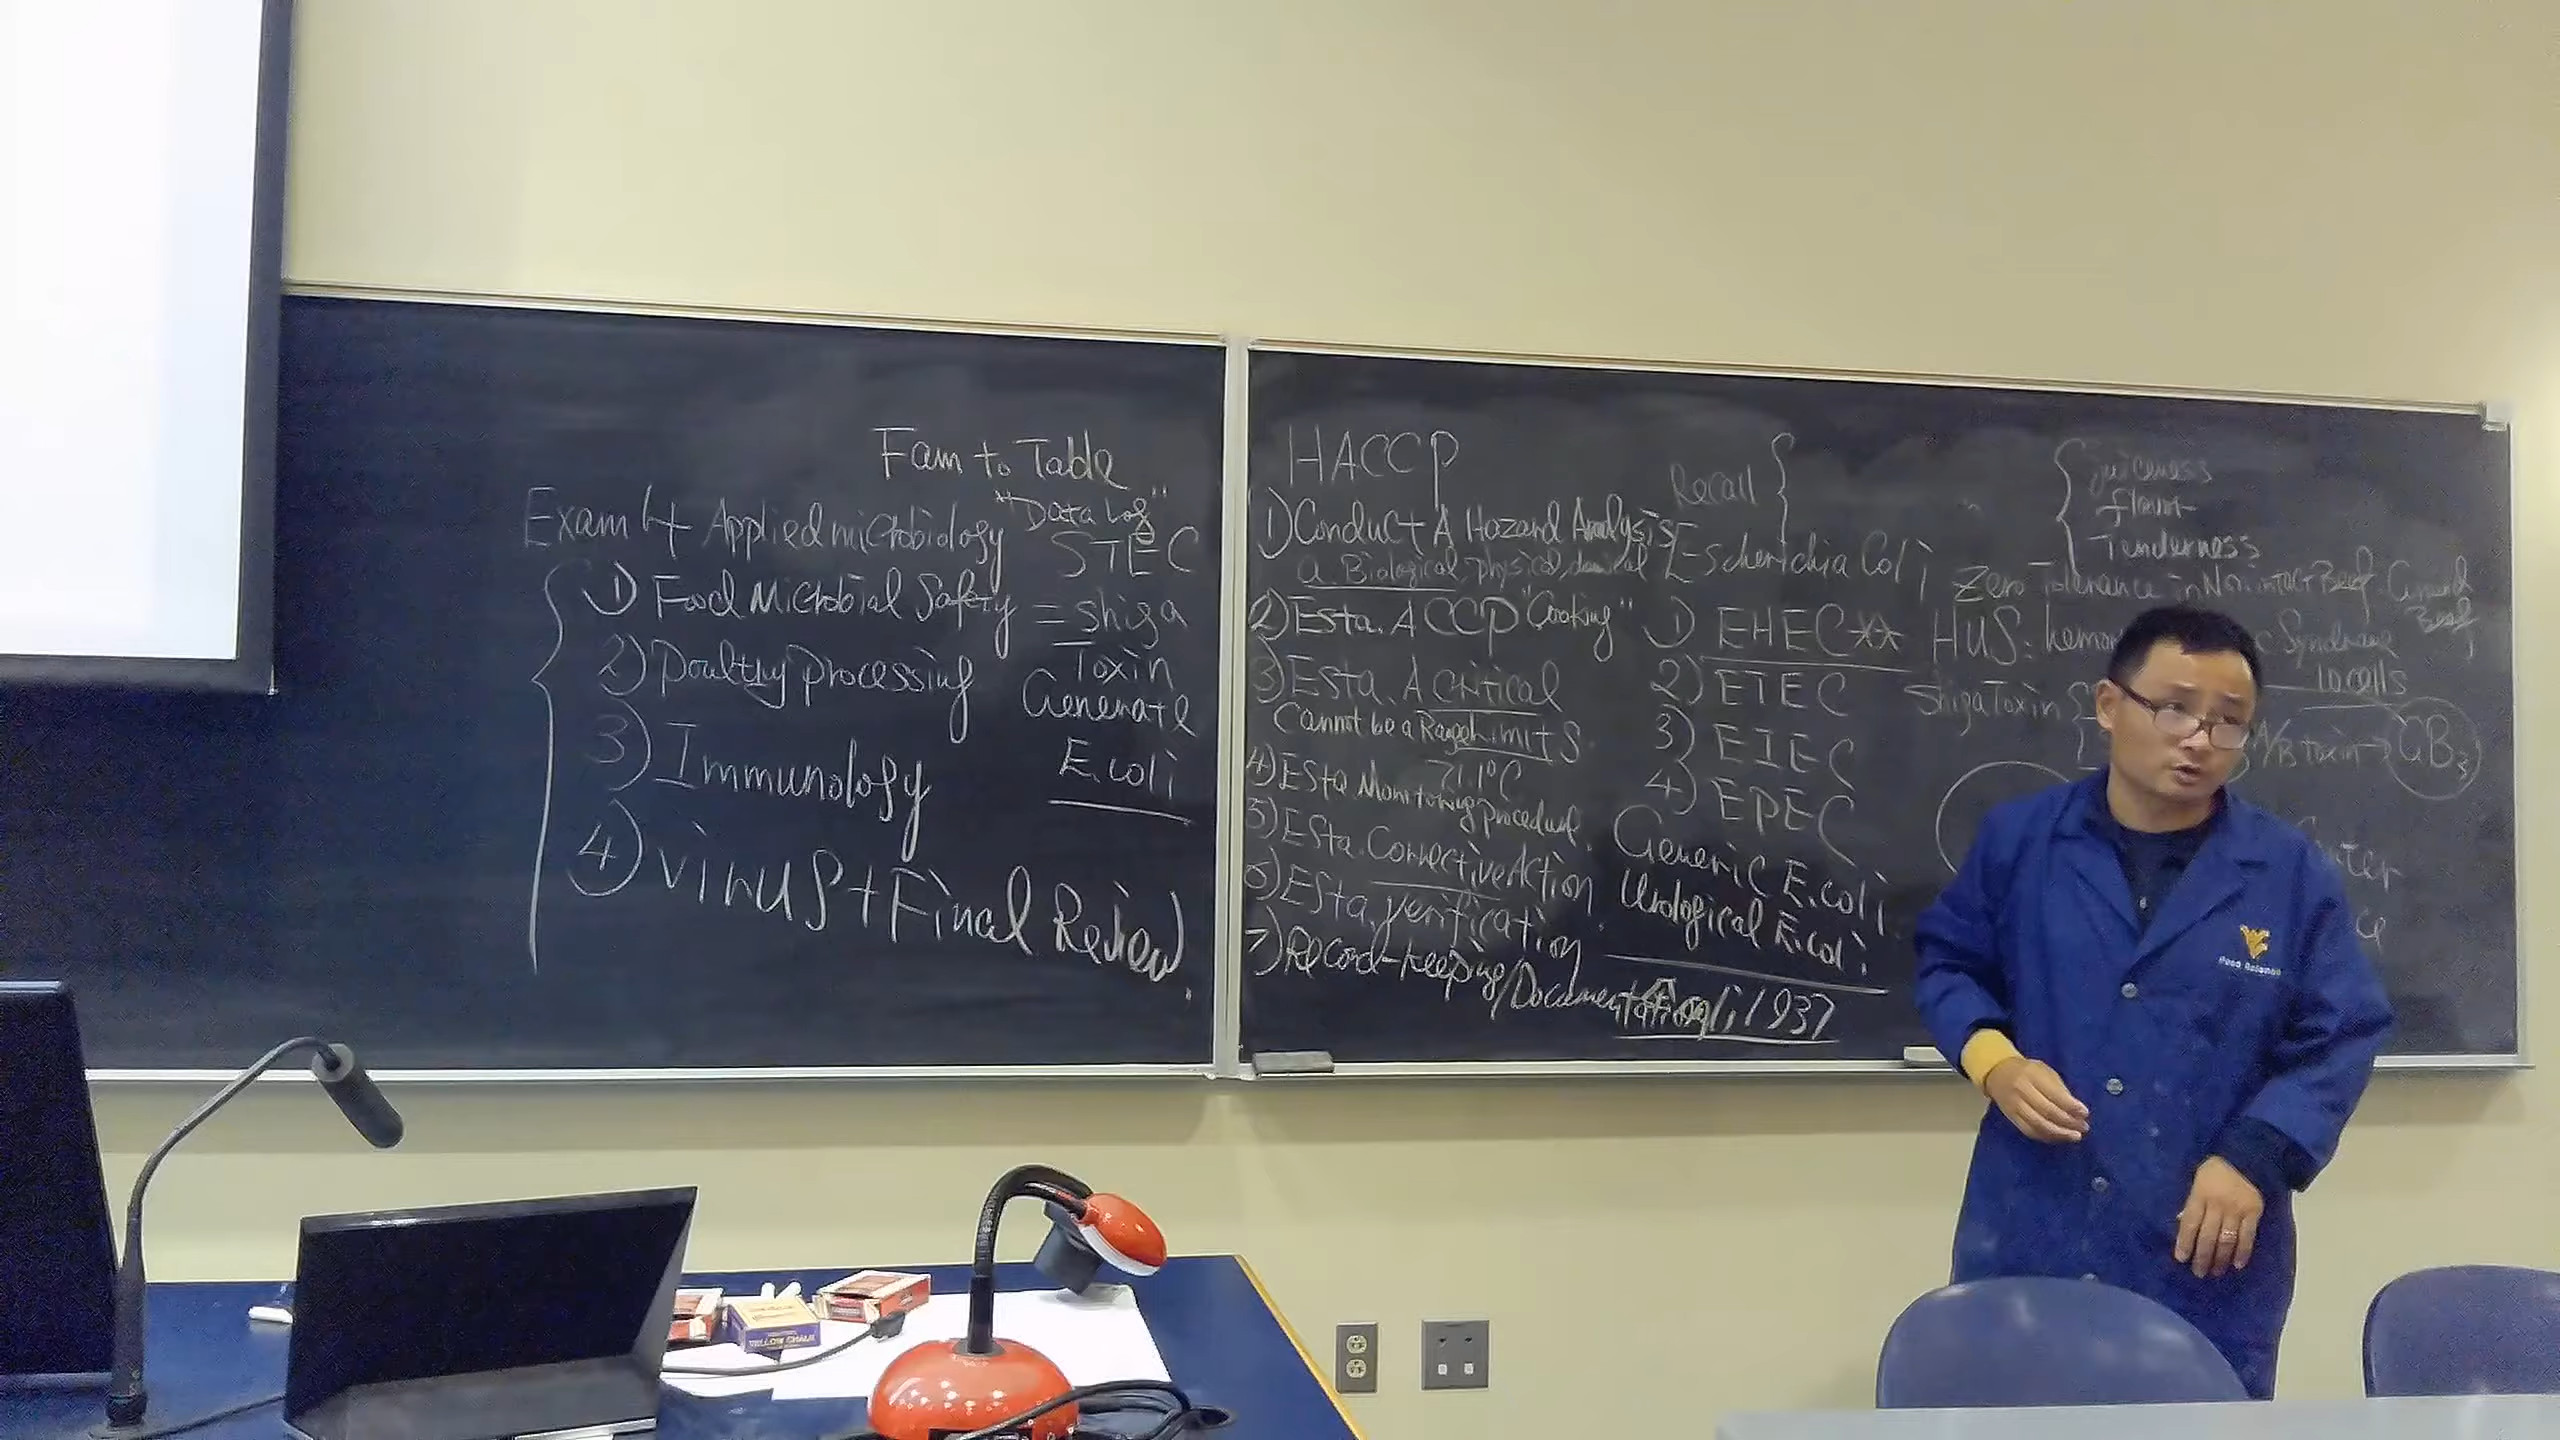 Fam to Table
"Data Log"
Exam 4 + Applied microbiology
STEC
1) Food Microbial Safety
= Shiga
Toxin
Generate
E.coli
2) Poultry processing
3) Immunology
4) Virus + Final Review.
HACCP
1) Conduct A Hazard Analysis
a. Biological, physical, chemical
2) Esta. A CCP "Cooking"
3) Esta. A critical
Cannot be a Range Limits.
71.1°C
4) Esta Monitoring procedure.
5) Esta. Corrective Action.
6) Esta. Verification.
7) Record-keeping/Documentation
Recall
Escherichia Coli
1) EHEC**
2) ETEC
3) EIEC
4) EPEC
Generic E.coli
Urological E.coli.
1937
juiceness
flavor
Tenderness
Zero Tolerance in Non-intact Beef. Ground
Beef
HUS: Syndrome
10 cells
Shiga Toxin
A/B toxin →
Food Science
YELLOW CHALK